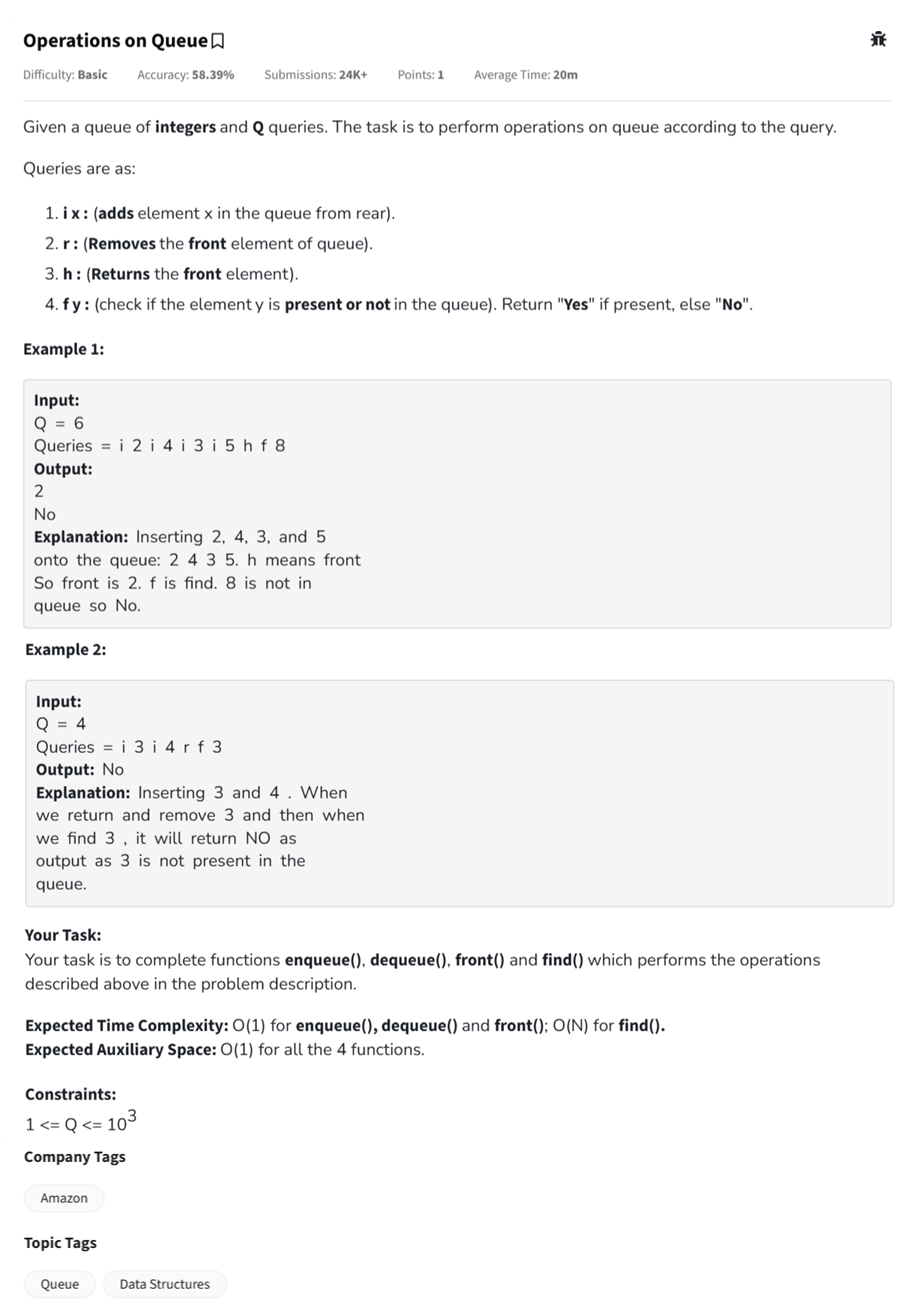 Operations on Queue
Difficulty: Basic Accuracy: 58.39% Submissions: 24K+ Points: 1 Average Time: 20m
Given a queue of integers and Q queries. The task is to perform operations on queue according to the query.
Queries are as:
1. i x : (adds element x in the queue from rear).
2. r : (Removes the front element of queue).
3. h : (Returns the front element).
4. f y : (check if the element y is present or not in the queue). Return "Yes" if present, else "No".
Example 1:
Input:
Q = 6
Queries = i 2 i 4 i 3 i 5 h f 8
Output:
2
No
Explanation: Inserting 2, 4, 3, and 5
onto the queue: 2 4 3 5. h means front
So front is 2. f is find. 8 is not in
queue so No.
Example 2:
Input:
Q = 4
Queries = i 3 i 4 r f 3
Output: No
Explanation: Inserting 3 and 4 . When
we return and remove 3 and then when
we find 3 , it will return NO as
output as 3 is not present in the
queue.
Your Task:
Your task is to complete functions enqueue(), dequeue(), front() and find() which performs the operations
described above in the problem description.
Expected Time Complexity: O(1) for enqueue(), dequeue() and front(); O(N) for find().
Expected Auxiliary Space: O(1) for all the 4 functions.
Constraints:
1 <= Q <= 10³
Company Tags
Amazon
Topic Tags
Queue Data Structures